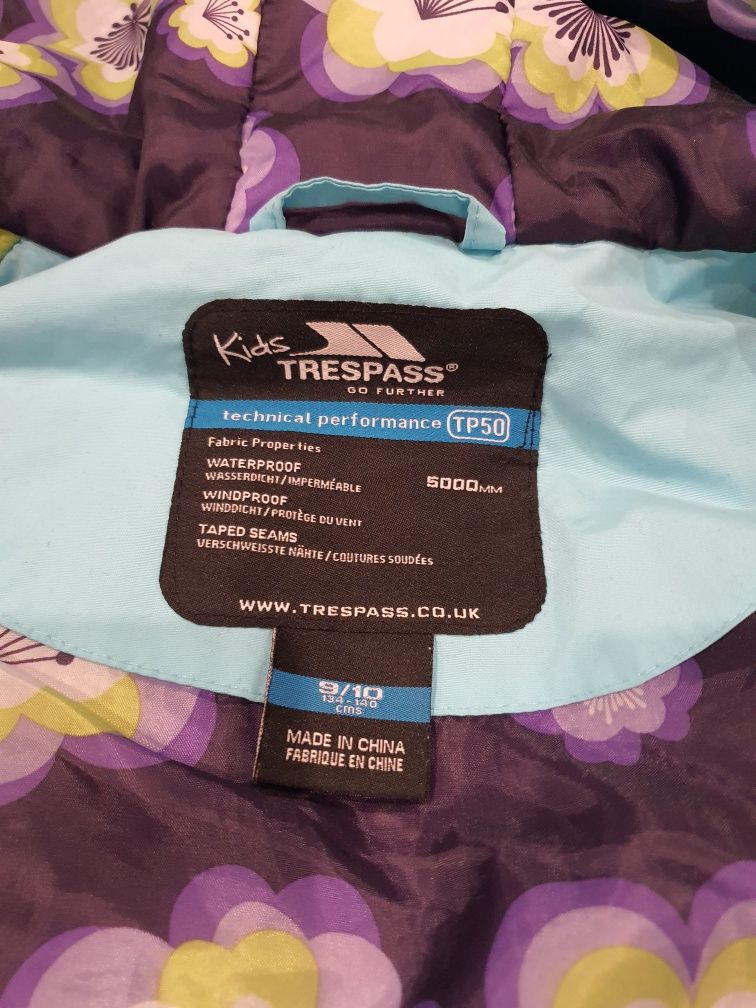 Kids
TRESPASS®
GO FURTHER
technical performance TP50
Fabric Properties
WATERPROOF 5000MM
WASSERDICHT/IMPERMÉABLE
WINDPROOF
WINDDICHT/PROTÈGE DU VENT
TAPED SEAMS
VERSCHWEISSTE NÄHTE/COUTURES SOUDÉES
WWW.TRESPASS.CO.UK
9/10
134-140
cms
MADE IN CHINA
FABRIQUE EN CHINE